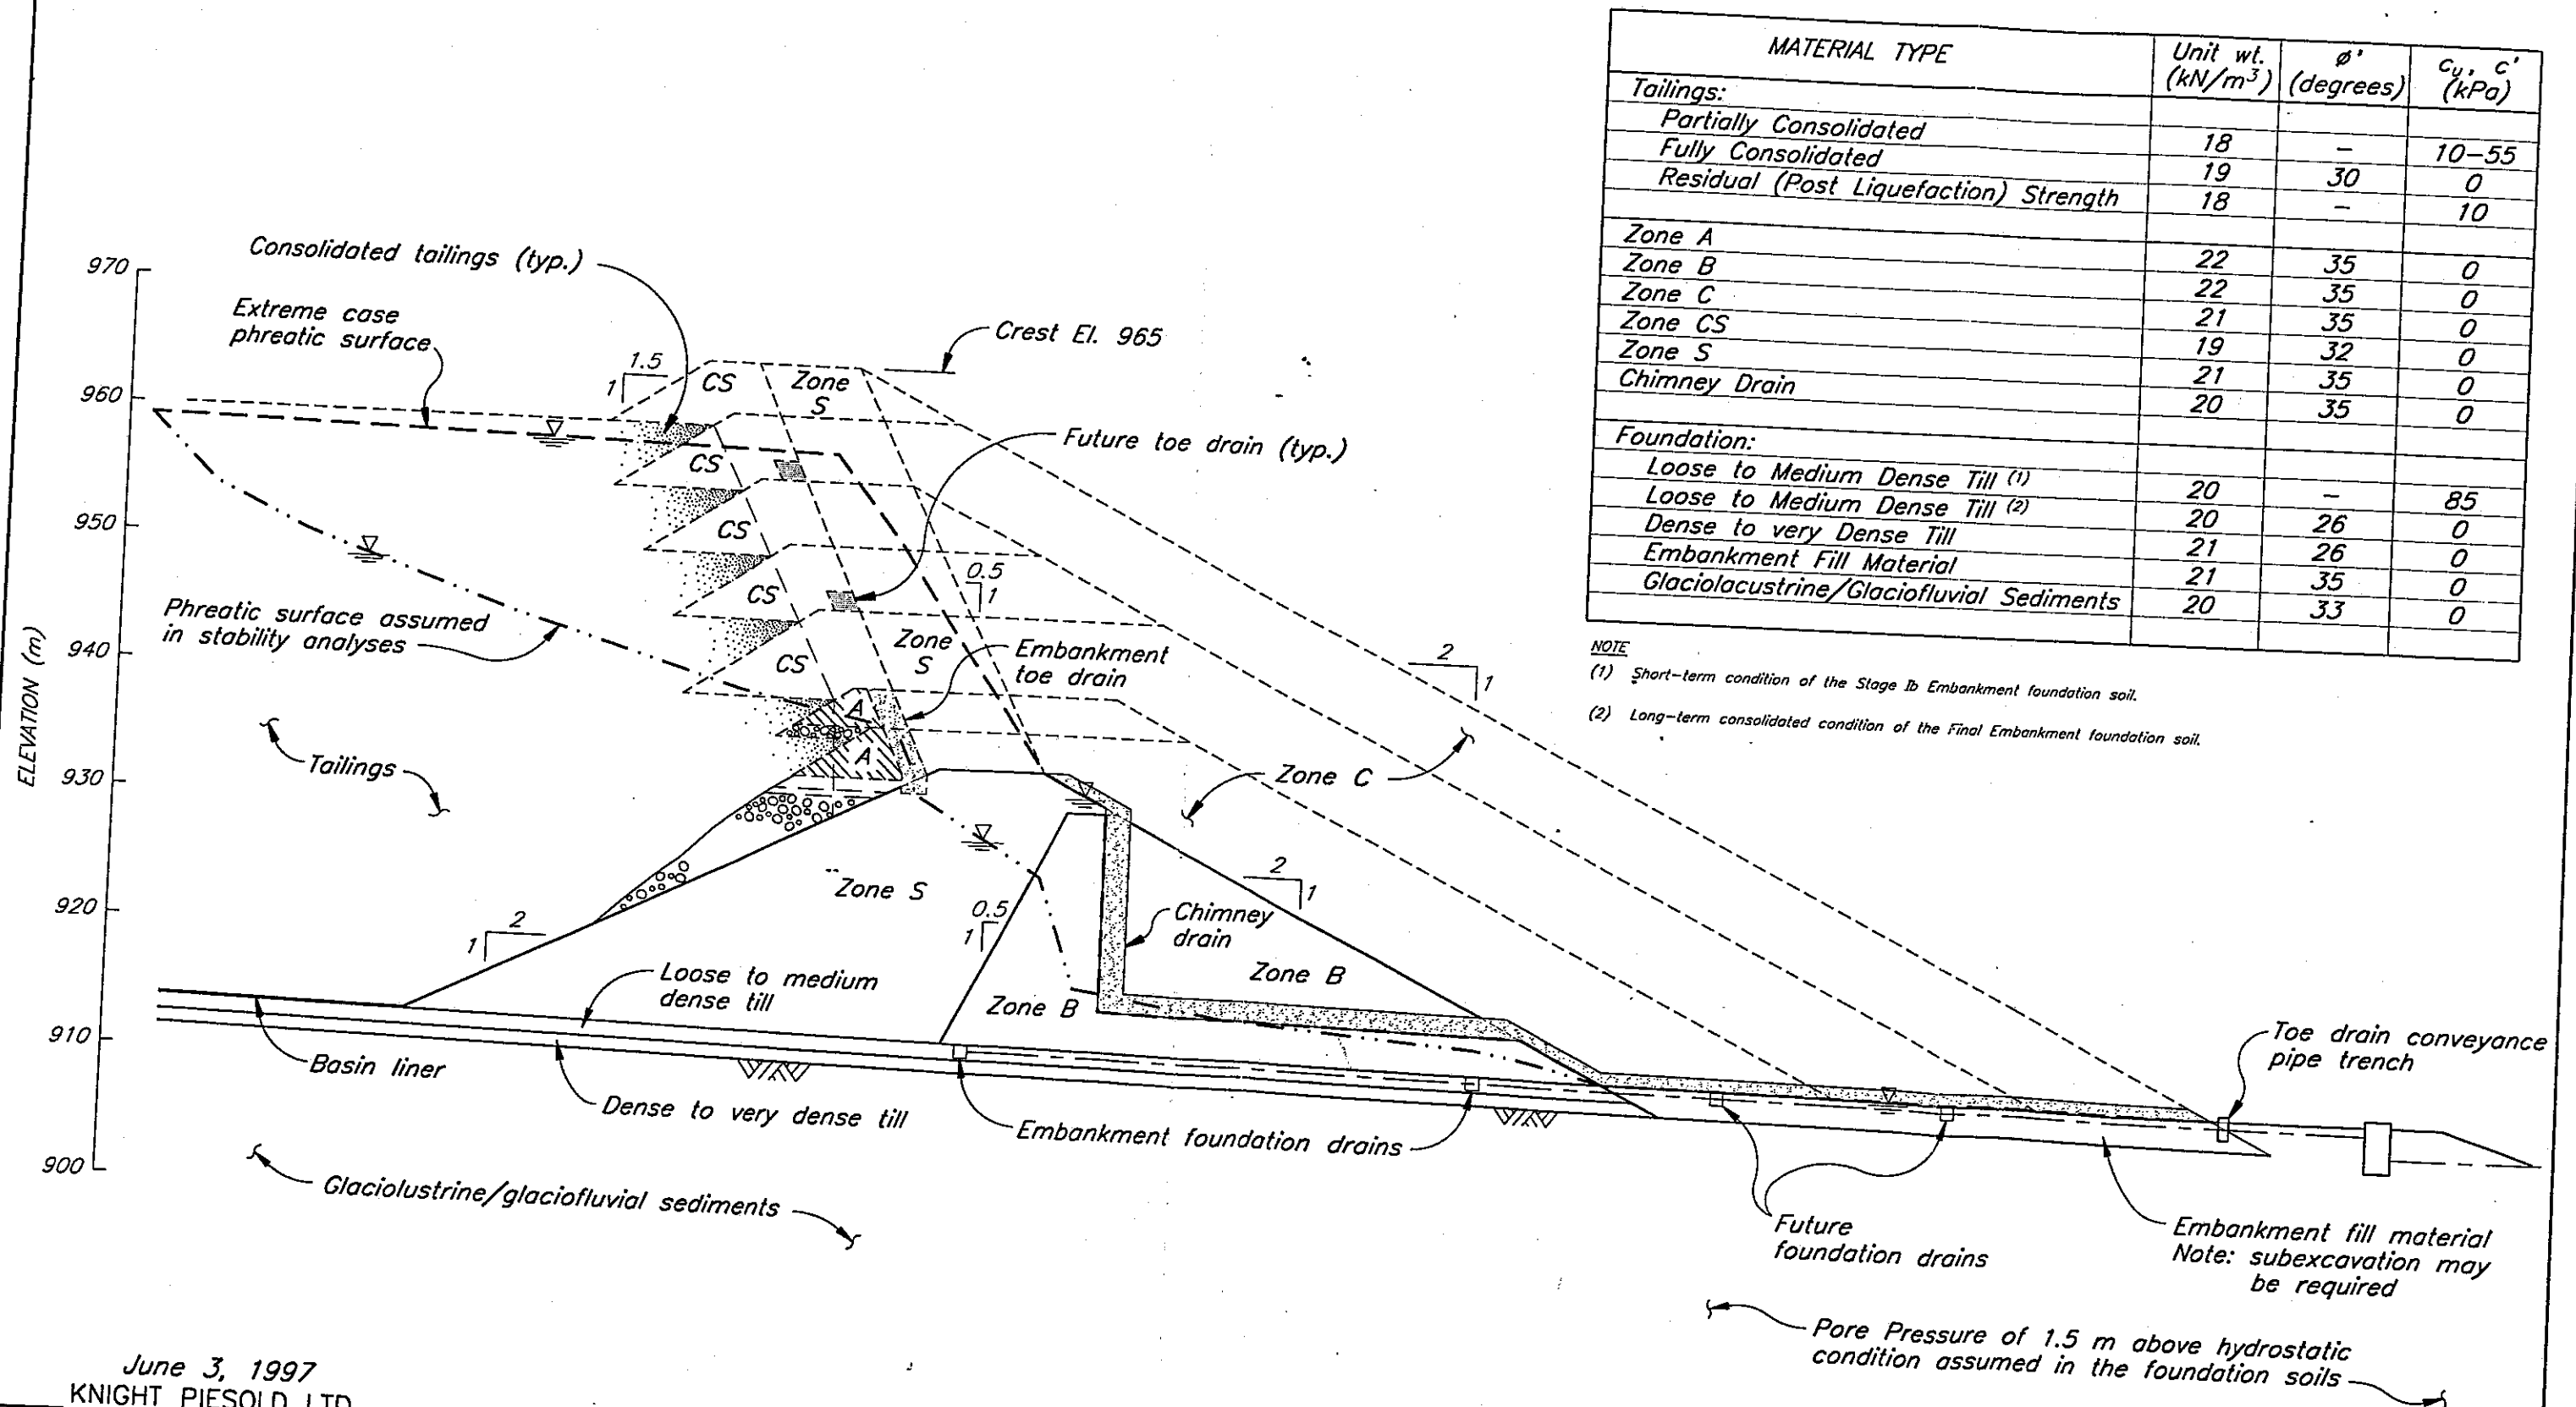 MATERIAL TYPE Unit wt. (kN/m³) ø' (degrees) cu, c' (kPa)
Tailings:
Partially Consolidated 18 – 10–55
Fully Consolidated 19 30 0
Residual (Post Liquefaction) Strength 18 – 10
Zone A 22 35 0
Zone B 22 35 0
Zone C 21 35 0
Zone CS 19 32 0
Zone S 21 35 0
Chimney Drain 20 35 0
Foundation:
Loose to Medium Dense Till (1) 20 – 85
Loose to Medium Dense Till (2) 20 26 0
Dense to very Dense Till 21 26 0
Embankment Fill Material 21 35 0
Glaciolacustrine/Glaciofluvial Sediments 20 33 0
NOTE
(1) Short-term condition of the Stage Ib Embankment foundation soil.
(2) Long-term consolidated condition of the Final Embankment foundation soil.
ELEVATION (m)
970
960
950
940
930
920
910
900
Consolidated tailings (typ.)
Extreme case
phreatic surface
1.5
1
CS
Zone
S
Crest El. 965
CS
Future toe drain (typ.)
CS
0.5
1
CS
Phreatic surface assumed
in stability analyses
CS
Zone
S
Embankment
toe drain
2
1
A
A
Tailings
Zone C
Zone S
2
1
0.5
1
2
1
Chimney
drain
Zone B
Zone B
Loose to medium
dense till
Basin liner
Dense to very dense till
Embankment foundation drains
Toe drain conveyance
pipe trench
Glaciolustrine/glaciofluvial sediments
Future
foundation drains
Embankment fill material
Note: subexcavation may
be required
Pore Pressure of 1.5 m above hydrostatic
condition assumed in the foundation soils
June 3, 1997
KNIGHT PIESOLD LTD